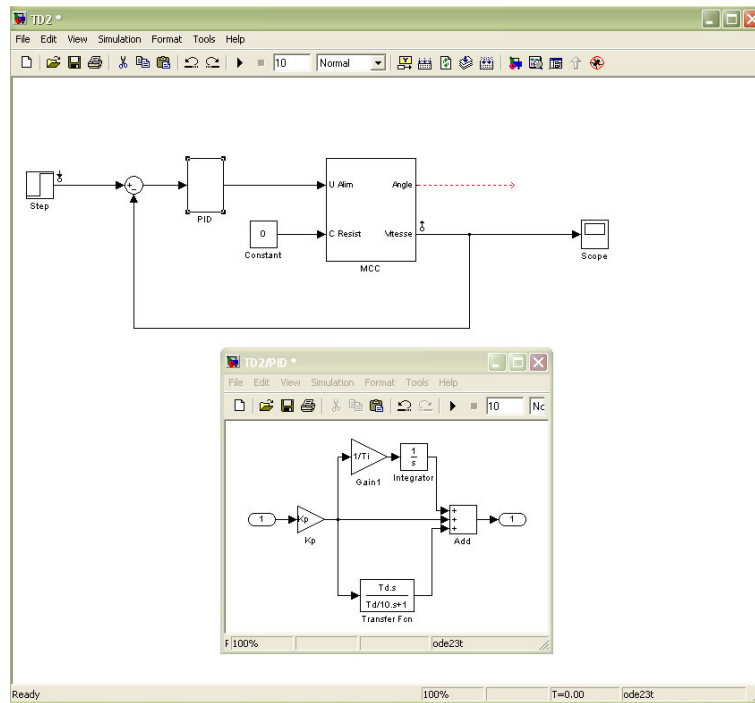 TD2 *
File Edit View Simulation Format Tools Help
10 Normal
Step
+
-
PID
U Alim
Angle
0
Constant
C Resist
Vitesse
MCC
Scope
TD2/PID *
File Edit View Simulation Format Tools Help
10
1/Ti
Gain1
1
s
Integrator
1
Kp
Kp
+
+
+
Add
1
Td.s
Td/10.s+1
Transfer Fcn
F 100% ode23t
Ready 100% T=0.00 ode23t